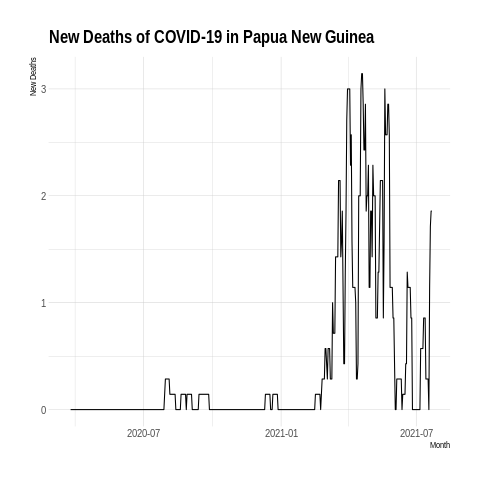 New Deaths of COVID-19 in Papua New Guinea
New Deaths
3
2
1
0
2020-07
2021-01
2021-07
Month